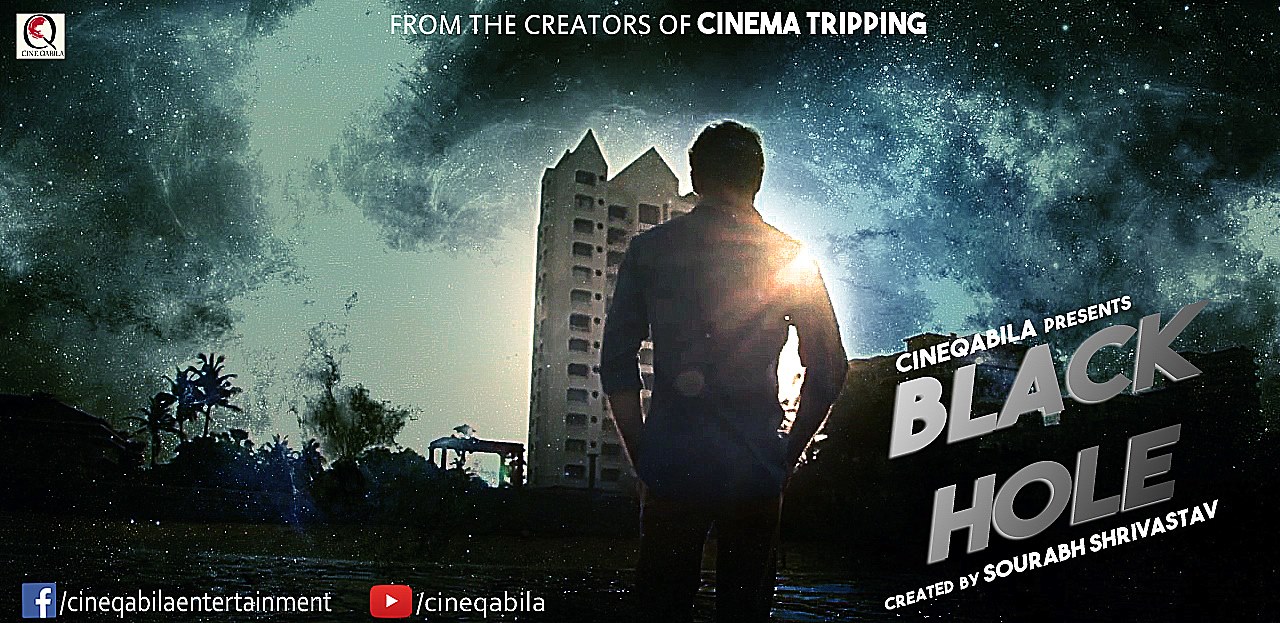 FROM THE CREATORS OF CINEMA TRIPPING
CINEQABILA
CINEQABILA PRESENTS
BLACK
HOLE
CREATED BY SOURABH SHRIVASTAV
/cineqabilaentertainment
/cineqabila